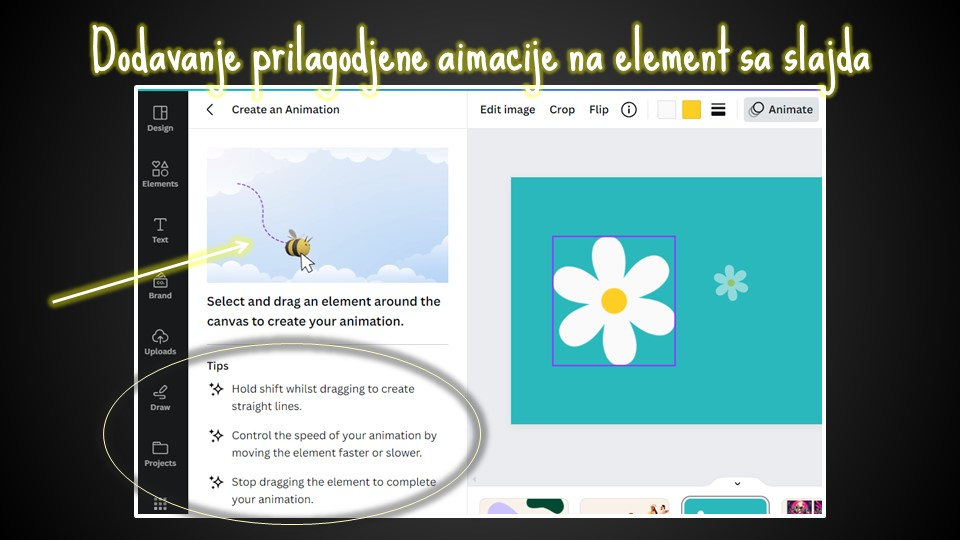 Dodavanje prilagodjene aimacije na element sa slajda
Design
Elements
Text
Brand
Uploads
Draw
Projects
Create an Animation
Select and drag an element around the
canvas to create your animation.
Tips
Hold shift whilst dragging to create
straight lines.
Control the speed of your animation by
moving the element faster or slower.
Stop dragging the element to complete
your animation.
Edit image Crop Flip Animate